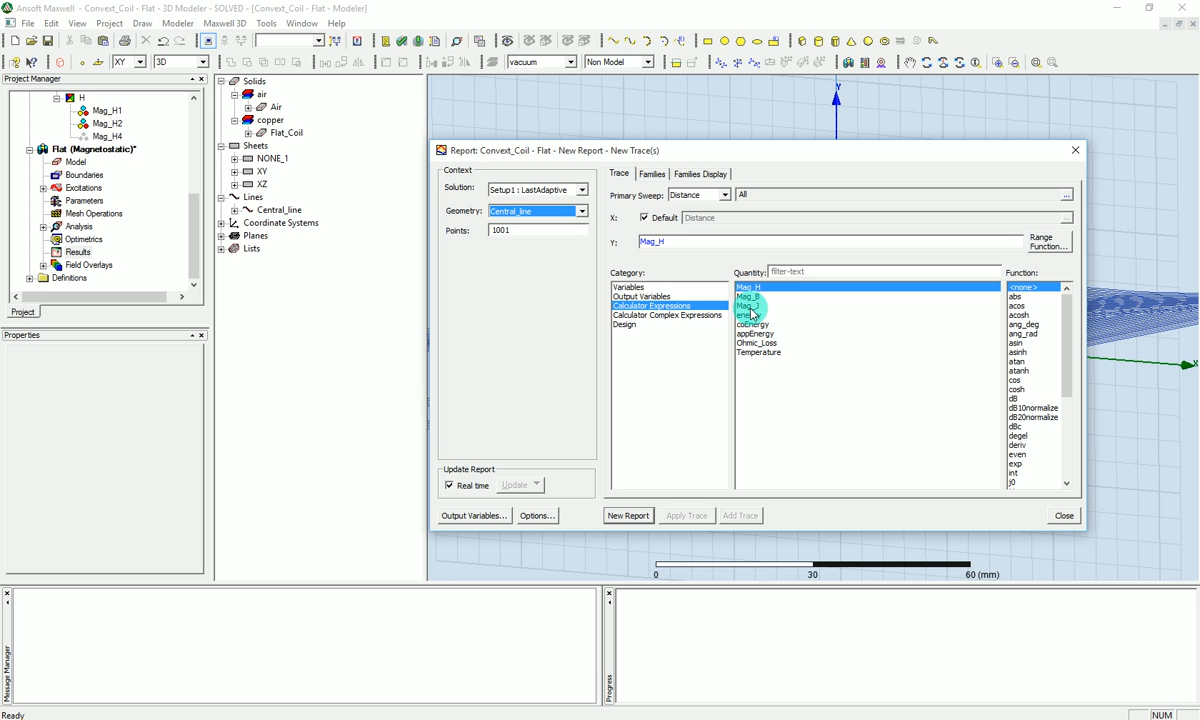 Ansoft Maxwell - Convext_Coil - Flat - 3D Modeler - SOLVED - [Convext_Coil - Flat - Modeler]
File Edit View Project Draw Modeler Maxwell 3D Tools Window Help
XY 3D vacuum Non Model
Project Manager
H
Mag_H1
Mag_H2
Mag_H4
Flat (Magnetostatic)*
Model
Boundaries
Excitations
Parameters
Mesh Operations
Analysis
Optimetrics
Results
Field Overlays
Definitions
Project
Properties
Solids
air
Air
copper
Flat_Coil
Sheets
NONE_1
XY
XZ
Lines
Central_line
Coordinate Systems
Planes
Lists
Y
X
Report: Convext_Coil - Flat - New Report - New Trace(s)
Context
Solution: Setup1 : LastAdaptive
Geometry: Central_line
Points: 1001
Update Report
Real time Update
Output Variables... Options...
Trace Families Families Display
Primary Sweep: Distance All ...
X: Default Distance ...
Y: Mag_H
Range Function...
Category:
Variables
Output Variables
Calculator Expressions
Calculator Complex Expressions
Design
Quantity: filter-text
Mag_H
Mag_B
Mag_J
energy
coEnergy
appEnergy
Ohmic_Loss
Temperature
Function:
<none>
abs
acos
acosh
ang_deg
ang_rad
asin
asinh
atan
atanh
cos
cosh
dB
dB10normalize
dB20normalize
dBc
degel
deriv
even
exp
int
j0
New Report Apply Trace Add Trace Close
0 30 60 (mm)
Message Manager
Progress
Ready
NUM